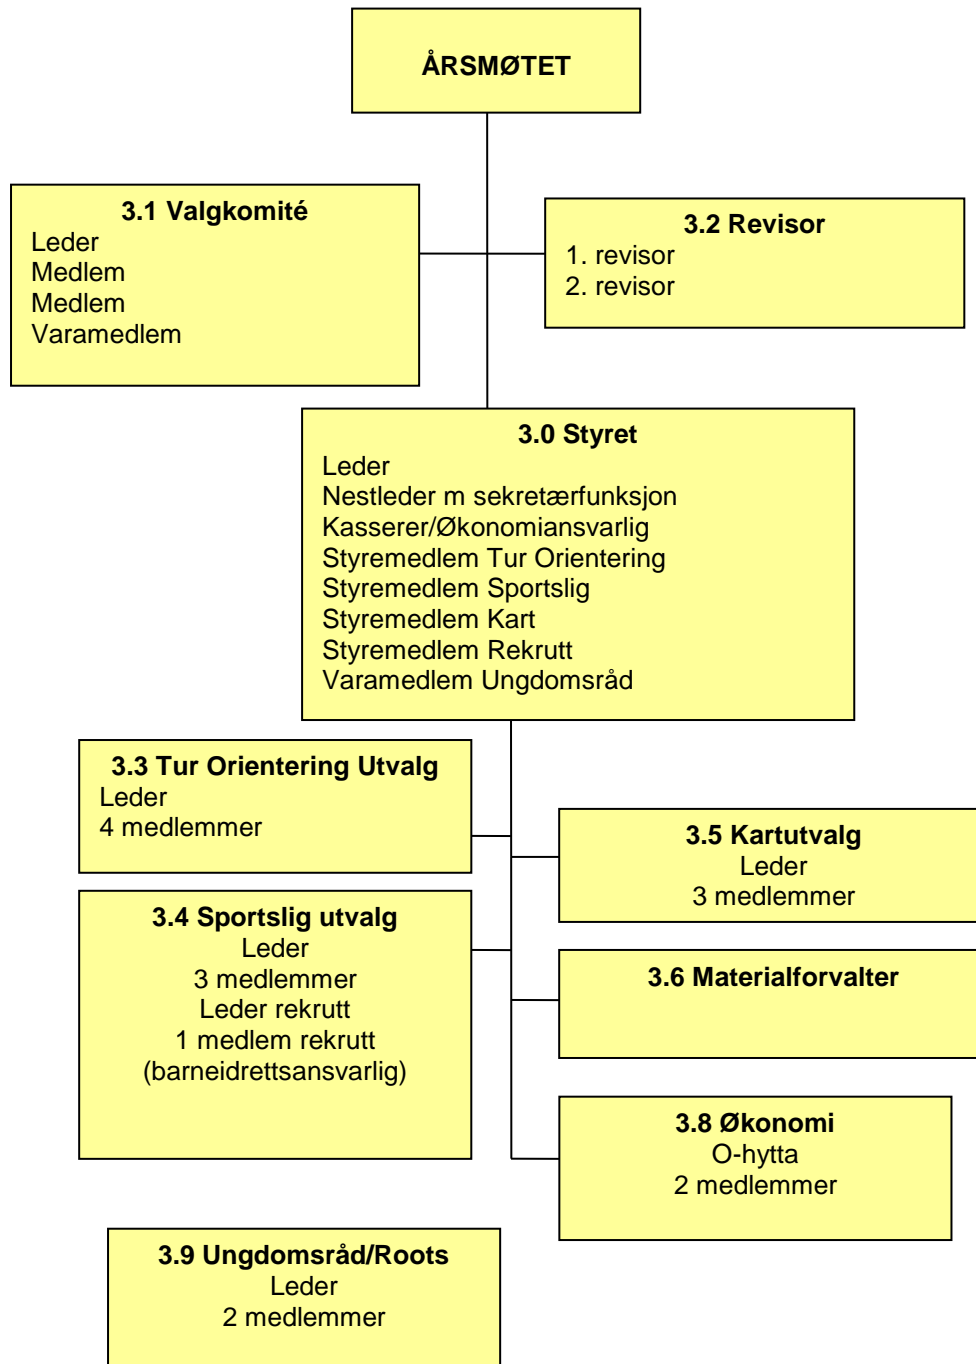 ÅRSMØTET
3.1 Valgkomité
Leder
Medlem
Medlem
Varamedlem
3.2 Revisor
1. revisor
2. revisor
3.0 Styret
Leder
Nestleder m sekretærfunksjon
Kasserer/Økonomiansvarlig
Styremedlem Tur Orientering
Styremedlem Sportslig
Styremedlem Kart
Styremedlem Rekrutt
Varamedlem Ungdomsråd
3.3 Tur Orientering Utvalg
Leder
4 medlemmer
3.5 Kartutvalg
Leder
3 medlemmer
3.4 Sportslig utvalg
Leder
3 medlemmer
Leder rekrutt
1 medlem rekrutt
(barneidrettsansvarlig)
3.6 Materialforvalter
3.8 Økonomi
O-hytta
2 medlemmer
3.9 Ungdomsråd/Roots
Leder
2 medlemmer